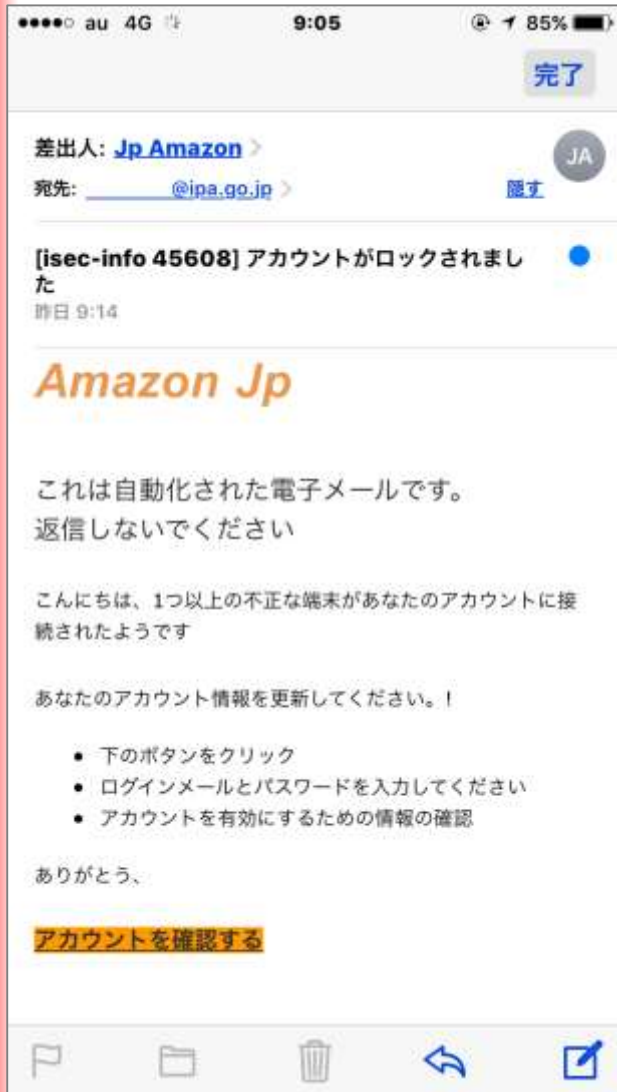 au 4G 9:05 85%
完了
差出人: Jp Amazon
JA
宛先: @ipa.go.jp 隠す
[isec-info 45608] アカウントがロックされまし
た
昨日 9:14
Amazon Jp
これは自動化された電子メールです。
返信しないでください
こんにちは、1つ以上の不正な端末があなたのアカウントに接
続されたようです
あなたのアカウント情報を更新してください。!
• 下のボタンをクリック
• ログインメールとパスワードを入力してください
• アカウントを有効にするための情報の確認
ありがとう、
アカウントを確認する